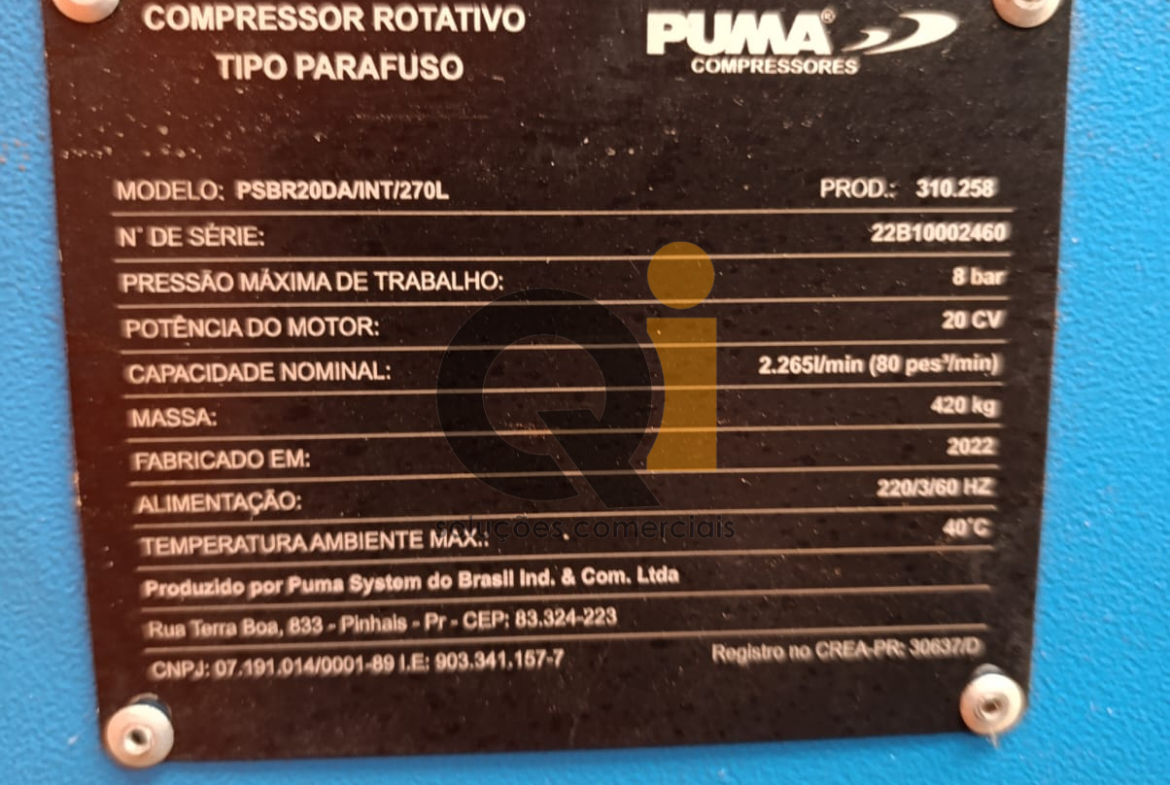 COMPRESSOR ROTATIVO
TIPO PARAFUSO
PUMA®
COMPRESSORES
MODELO: PSBR20DA/INT/270L PROD.: 310.258
N° DE SÉRIE: 22B10002460
PRESSÃO MÁXIMA DE TRABALHO: 8 bar
POTÊNCIA DO MOTOR: 20 CV
CAPACIDADE NOMINAL: 2.265l/min (80 pes³/min)
MASSA: 420 kg
FABRICADO EM: 2022
ALIMENTAÇÃO: 220/3/60 HZ
TEMPERATURA AMBIENTE MÁX.: 40°C
Produzido por Puma System do Brasil Ind. & Com. Ltda
Rua Terra Boa, 833 - Pinhais - Pr - CEP: 83.324-223
CNPJ: 07.191.014/0001-89 I.E: 903.341.157-7 Registro no CREA-PR: 30637/D
Qi
soluções.comerciais